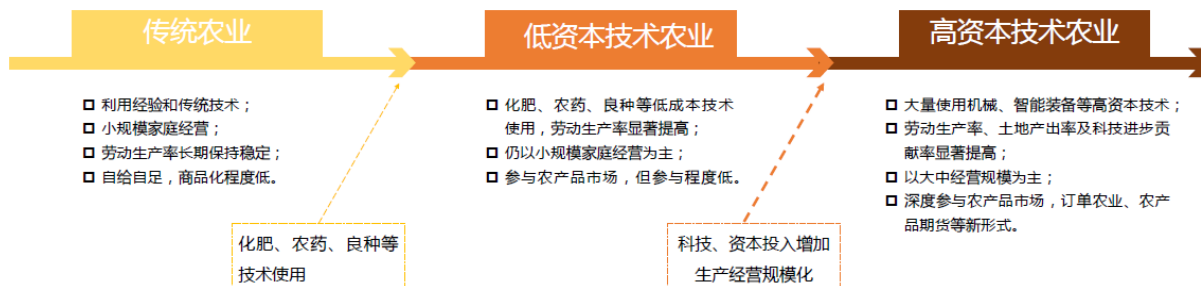 传统农业
低资本技术农业
高资本技术农业
利用经验和传统技术；
小规模家庭经营；
劳动生产率长期保持稳定；
自给自足，商品化程度低。
化肥、农药、良种等低成本技术
使用，劳动生产率显著提高；
仍以小规模家庭经营为主；
参与农产品市场，但参与程度低。
大量使用机械、智能装备等高资本技术；
劳动生产率、土地产出率及科技进步贡
献率显著提高；
以大中经营规模为主；
深度参与农产品市场，订单农业、农产
品期货等新形式。
化肥、农药、良种等
技术使用
科技、资本投入增加
生产经营规模化